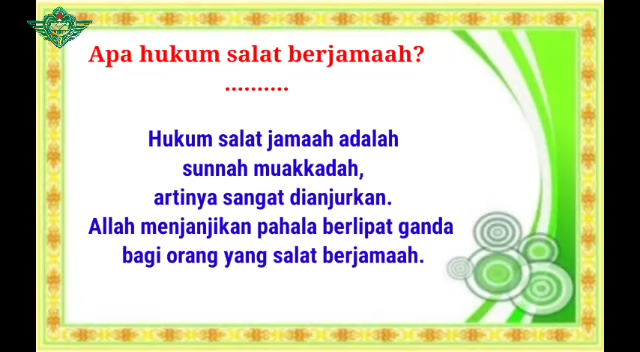 Apa hukum salat berjamaah?
..........
Hukum salat jamaah adalah
sunnah muakkadah,
artinya sangat dianjurkan.
Allah menjanjikan pahala berlipat ganda
bagi orang yang salat berjamaah.